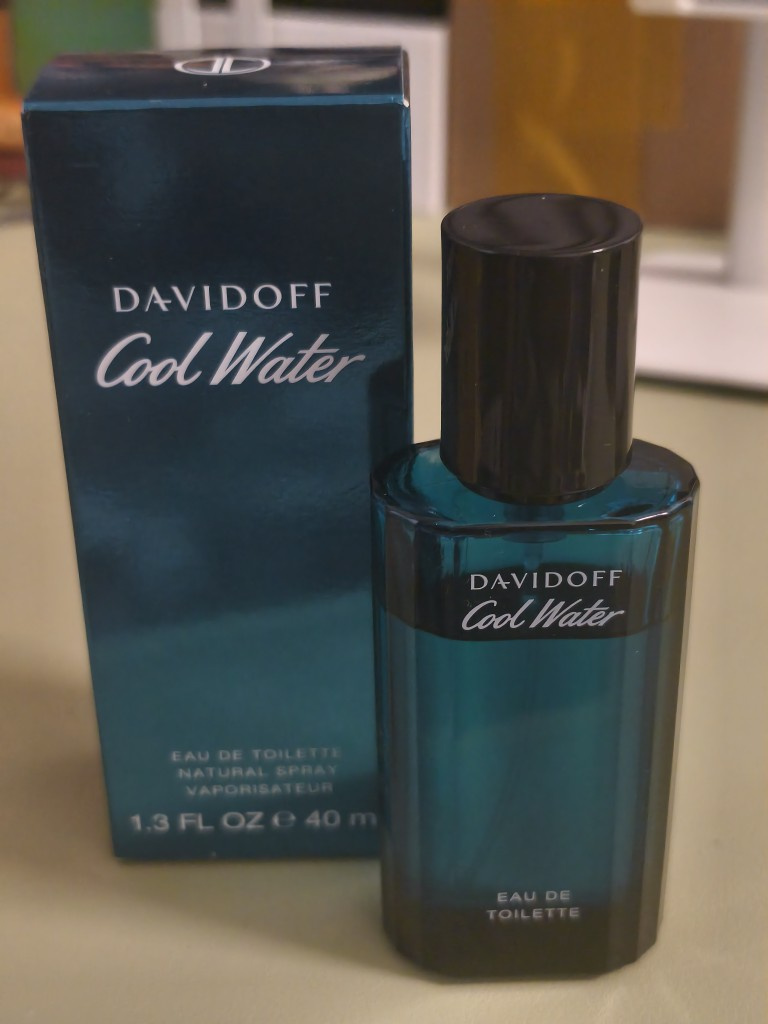 DAVIDOFF
Cool Water
EAU DE TOILETTE
NATURAL SPRAY
VAPORISATEUR
1.3 FL OZ ℮ 40 m
DAVIDOFF
Cool Water
EAU DE
TOILETTE